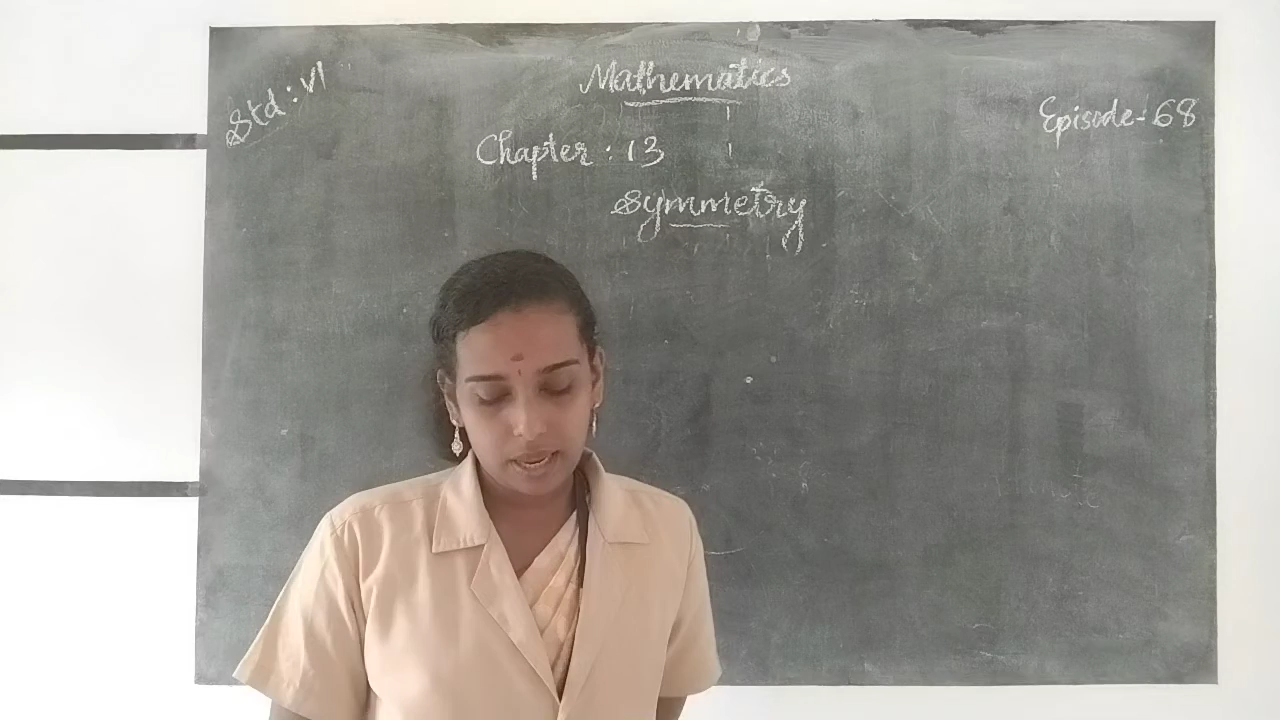 Std : VI
Mathematics
Episode-68
Chapter : 13
Symmetry